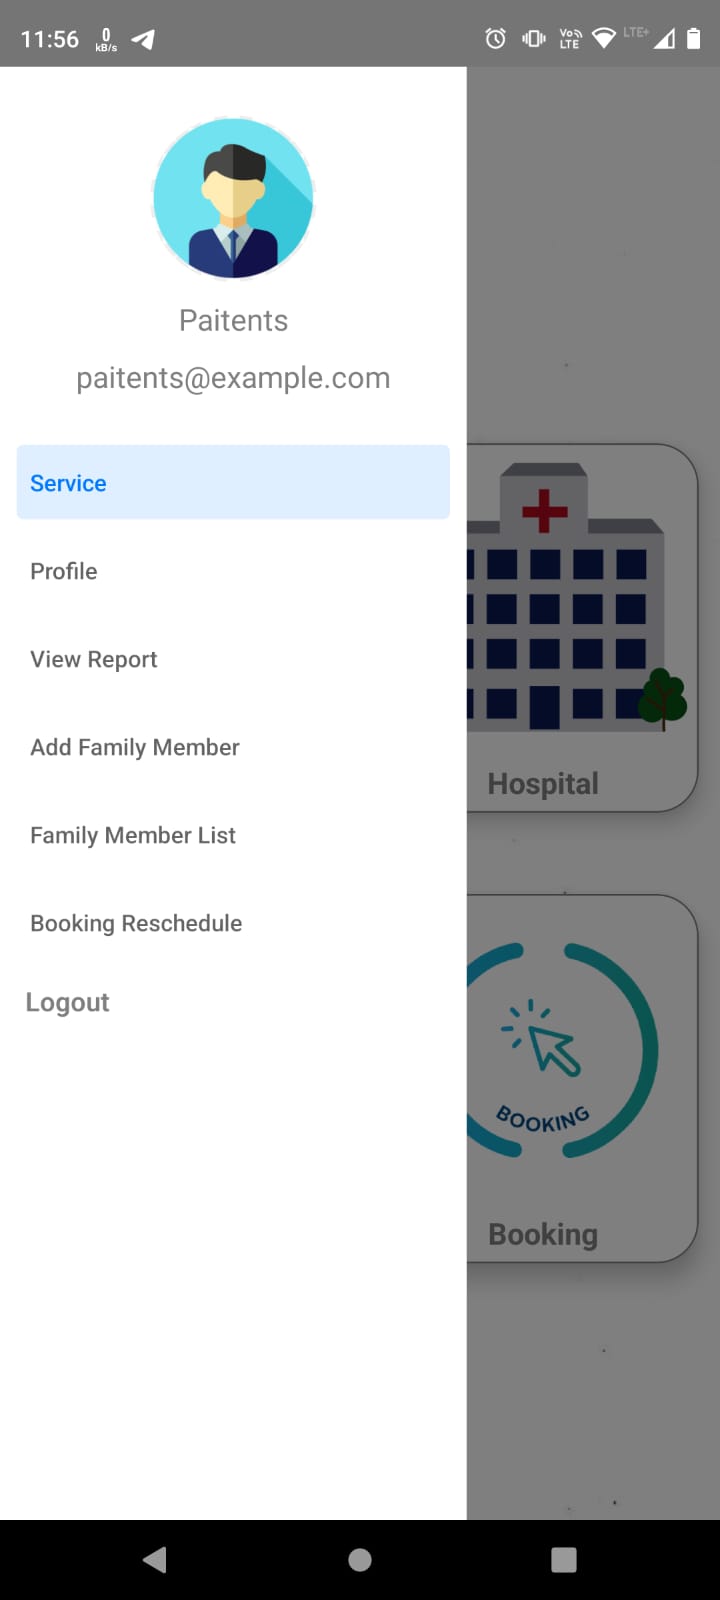 11:56
0
kB/s
Vo
LTE
LTE+
Paitents
paitents@example.com
Service
Profile
View Report
Add Family Member
Family Member List
Booking Reschedule
Logout
Hospital
BOOKING
Booking